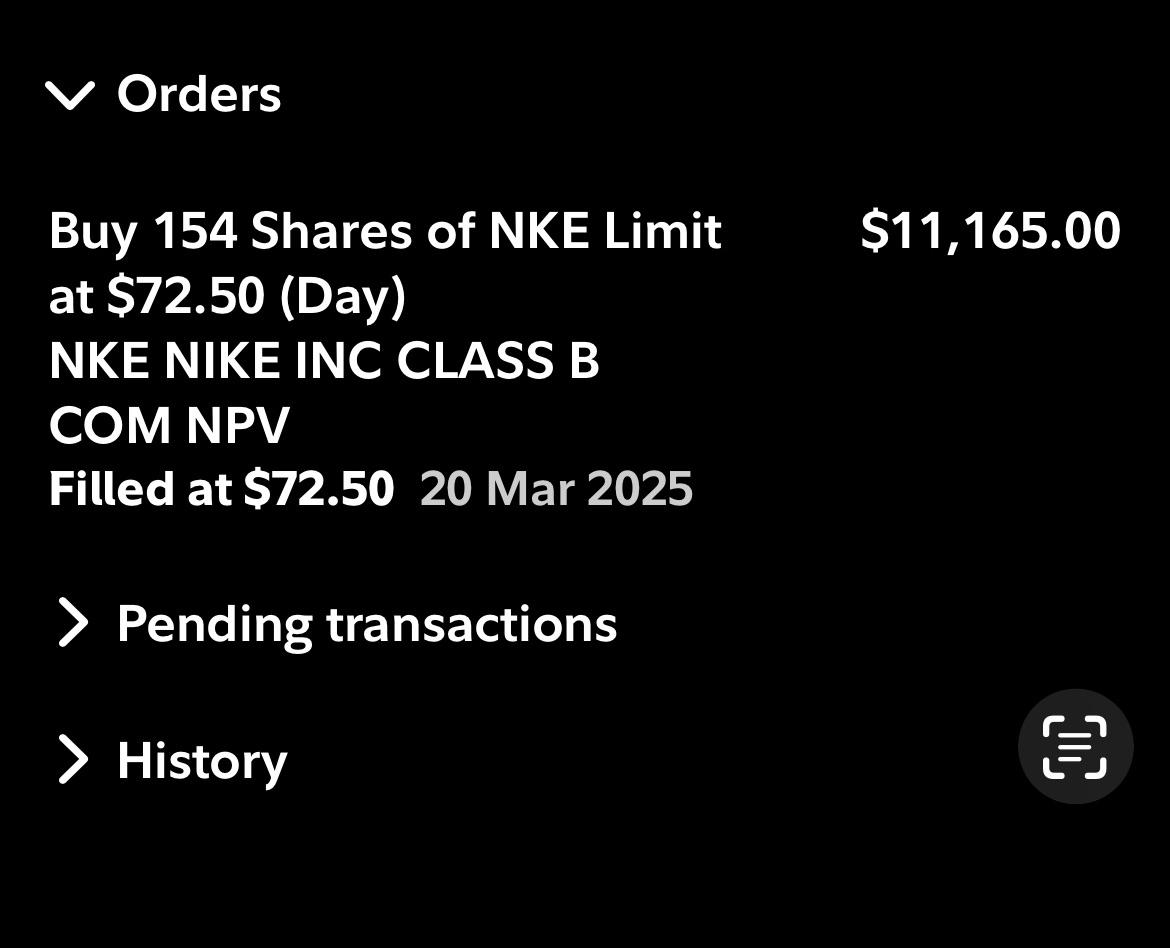 Orders
Buy 154 Shares of NKE Limit $11,165.00
at $72.50 (Day)
NKE NIKE INC CLASS B
COM NPV
Filled at $72.50 20 Mar 2025
Pending transactions
History